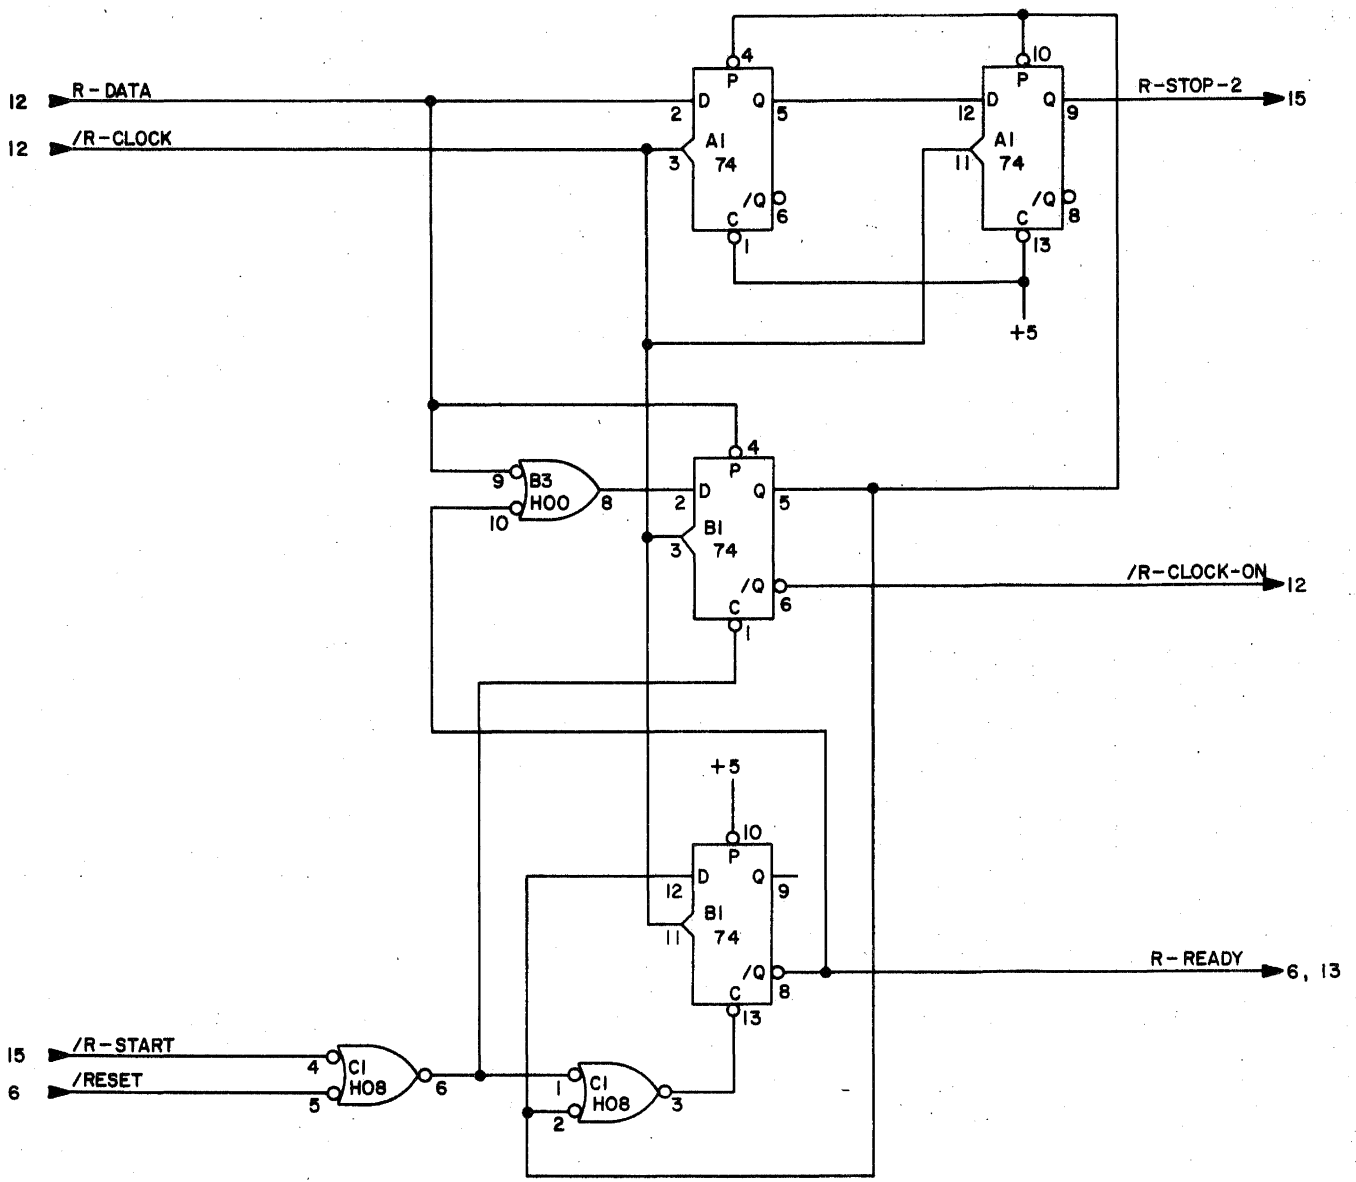 4
10
12 R-DATA
P
P
R-STOP-2 15
D Q
2 5
12 D Q 9
12 /R-CLOCK
A1
3 74
A1
11 74
/Q 6
/Q 8
C 1
C 13
+5
4
P
9 B3
H00 8
10
2 D Q 5
B1
3 74
/R-CLOCK-ON 12
/Q 6
C 1
+5
10
P
12 D Q 9
B1
11 74
R-READY 6, 13
/Q 8
C 13
15 /R-START
4 C1
H08 6
6 /RESET
5
1 C1
H08 3
2